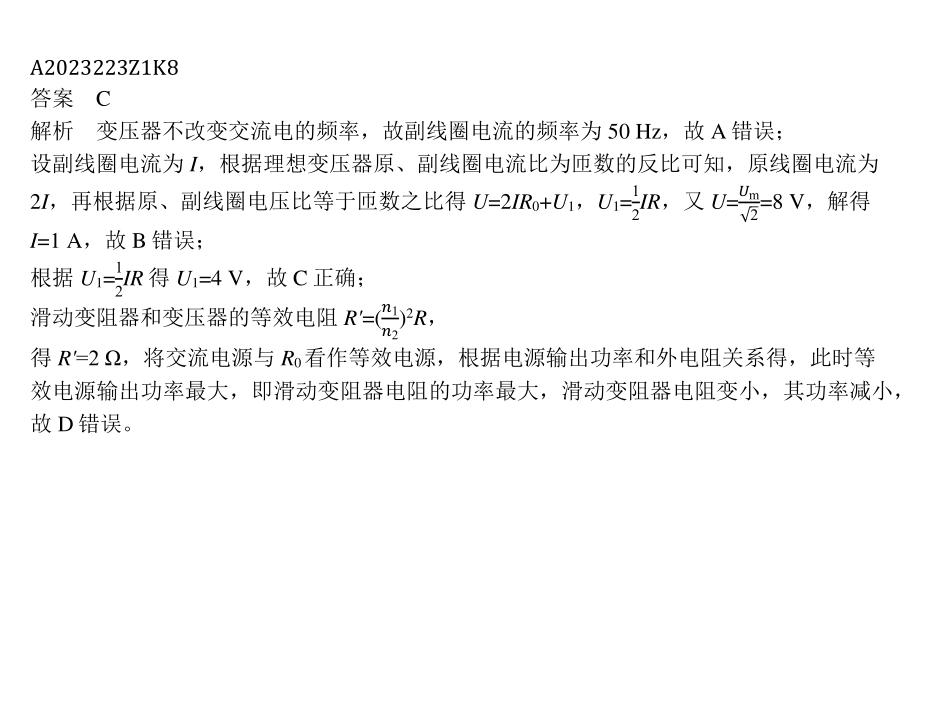 A2023223Z1K8
答案　C
解析　变压器不改变交流电的频率，故副线圈电流的频率为 50 Hz，故 A 错误；
设副线圈电流为 I，根据理想变压器原、副线圈电流比为匝数的反比可知，原线圈电流为
2I，再根据原、副线圈电压比等于匝数之比得 U=2IR₀+U₁，U₁=\frac{1}{2}IR，又 U=\frac{U_m}{\sqrt{2}}=8 V，解得
I=1 A，故 B 错误；
根据 U₁=\frac{1}{2}IR 得 U₁=4 V，故 C 正确；
滑动变阻器和变压器的等效电阻 R′=(\frac{n_1}{n_2})²R，
得 R′=2 Ω，将交流电源与 R₀看作等效电源，根据电源输出功率和外电阻关系得，此时等
效电源输出功率最大，即滑动变阻器电阻的功率最大，滑动变阻器电阻变小，其功率减小，
故 D 错误。